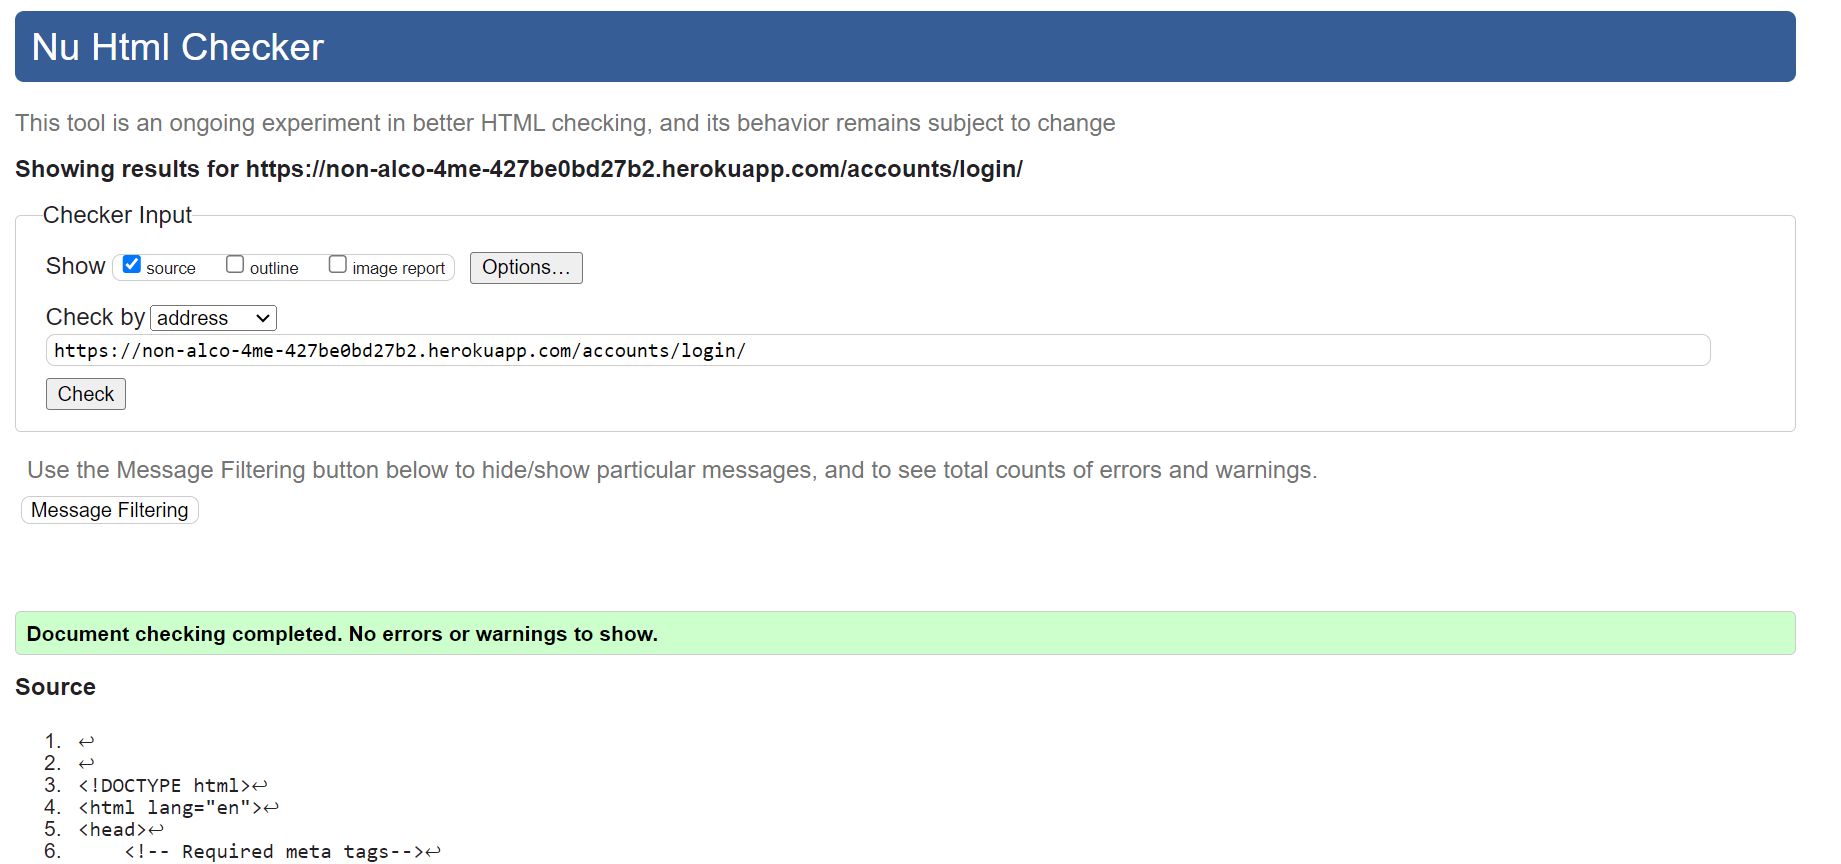 Nu Html Checker
This tool is an ongoing experiment in better HTML checking, and its behavior remains subject to change
Showing results for https://non-alco-4me-427be0bd27b2.herokuapp.com/accounts/login/
Checker Input
Show source outline image report Options...
Check by address
https://non-alco-4me-427be0bd27b2.herokuapp.com/accounts/login/
Check
Use the Message Filtering button below to hide/show particular messages, and to see total counts of errors and warnings.
Message Filtering
Document checking completed. No errors or warnings to show.
Source
1. ↩
2. ↩
3. <!DOCTYPE html>↩
4. <html lang="en">↩
5. <head>↩
6. <!-- Required meta tags-->↩